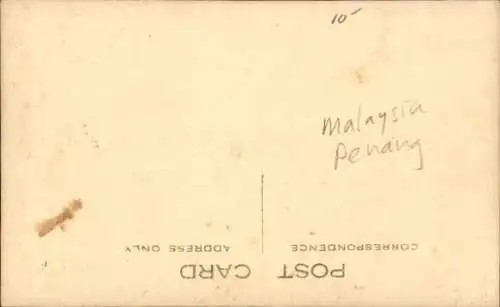 10-
Malaysia
Penang
POST CARD
CORRESPONDENCE
ADDRESS ONLY